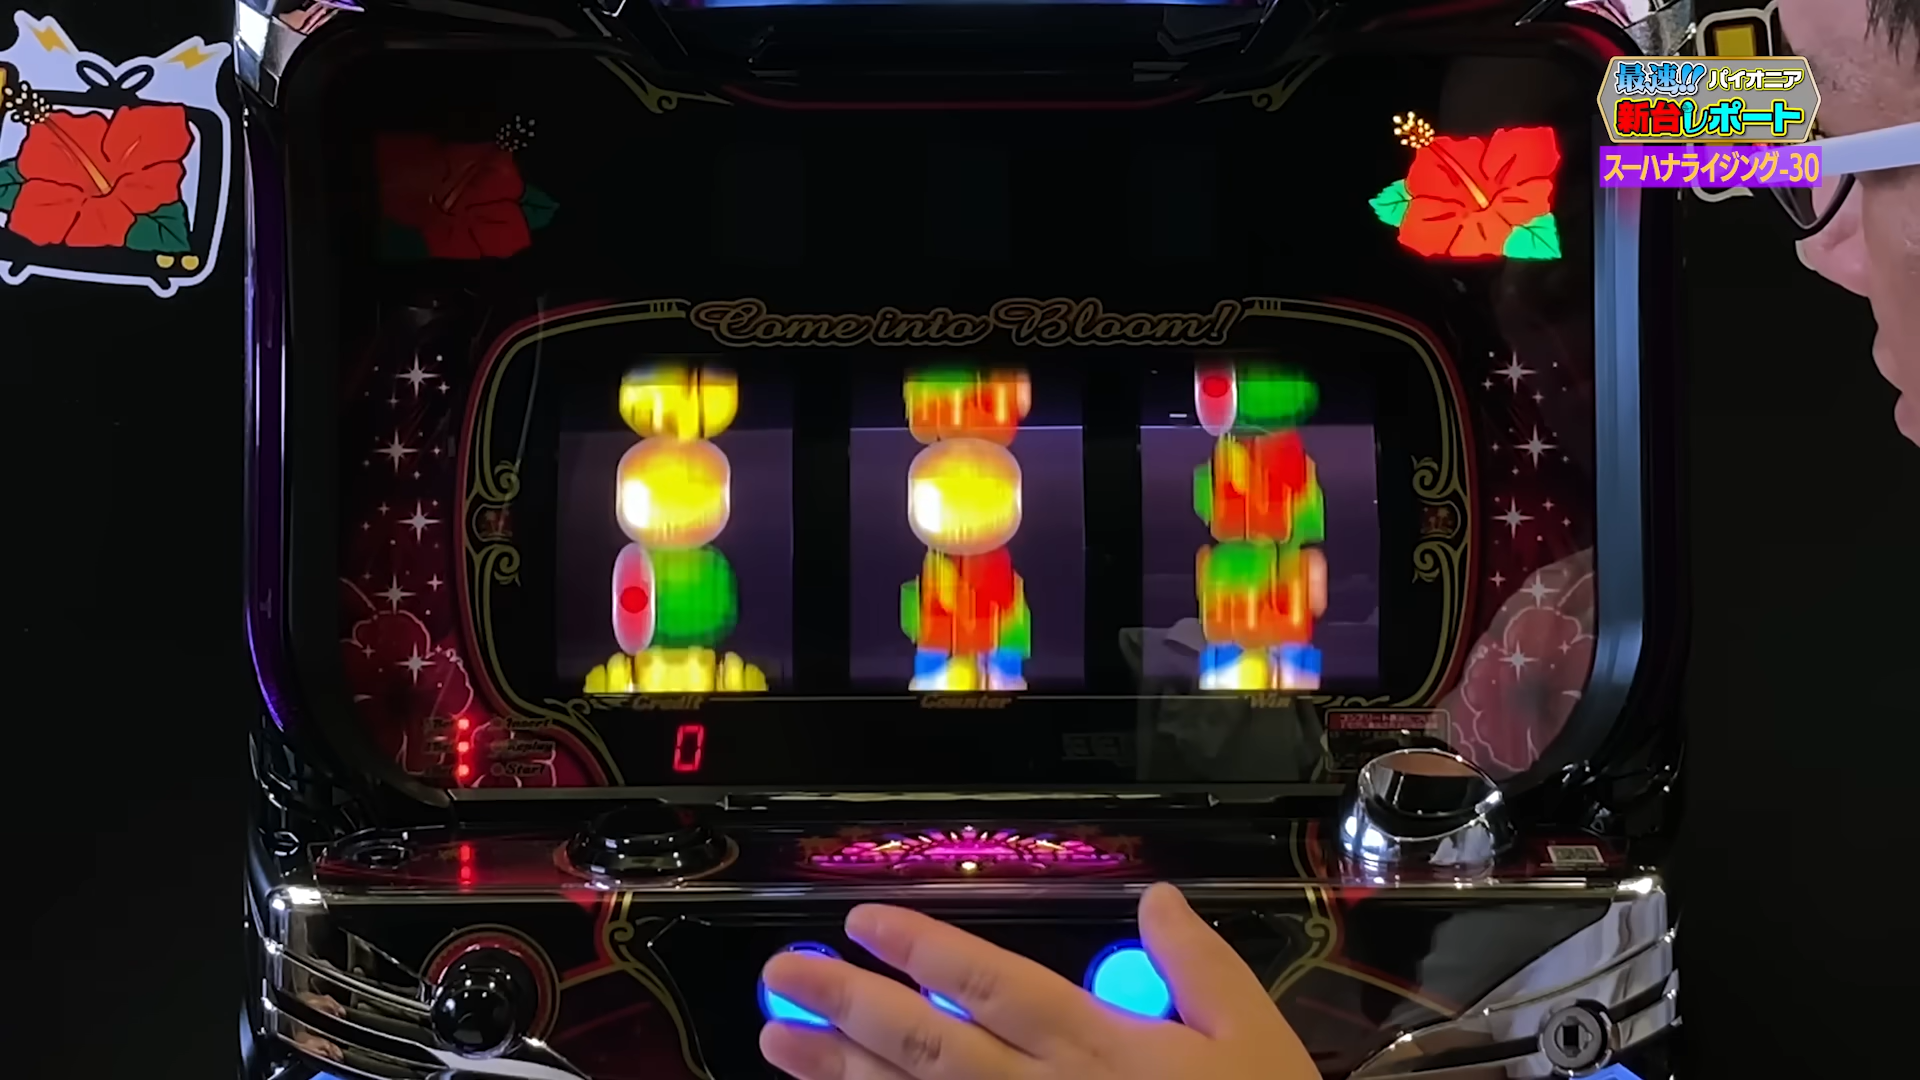 最速!! パイオニア
新台レポート
スーハナライジング-30
Come into Bloom!
Credit
Counter
Win
Insert
Replay
Start
0